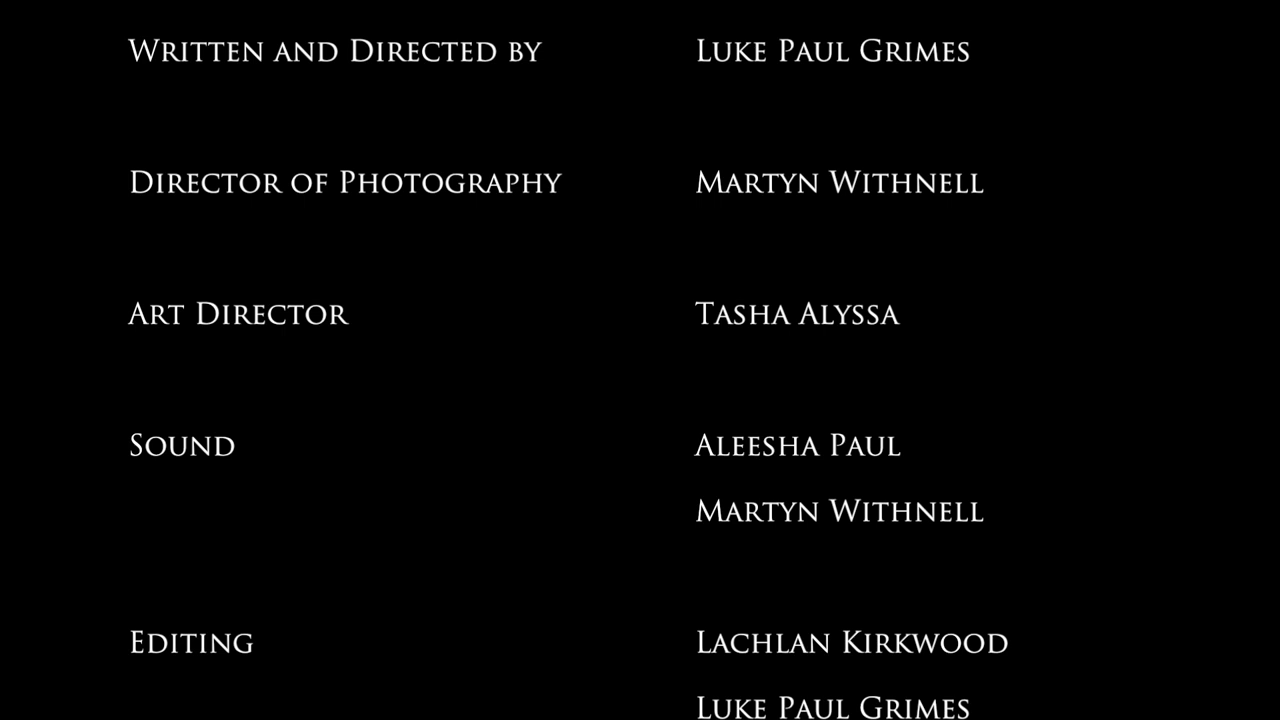 Written and Directed by Luke Paul Grimes
Director of Photography Martyn Withnell
Art Director Tasha Alyssa
Sound Aleesha Paul
Martyn Withnell
Editing Lachlan Kirkwood
Luke Paul Grimes